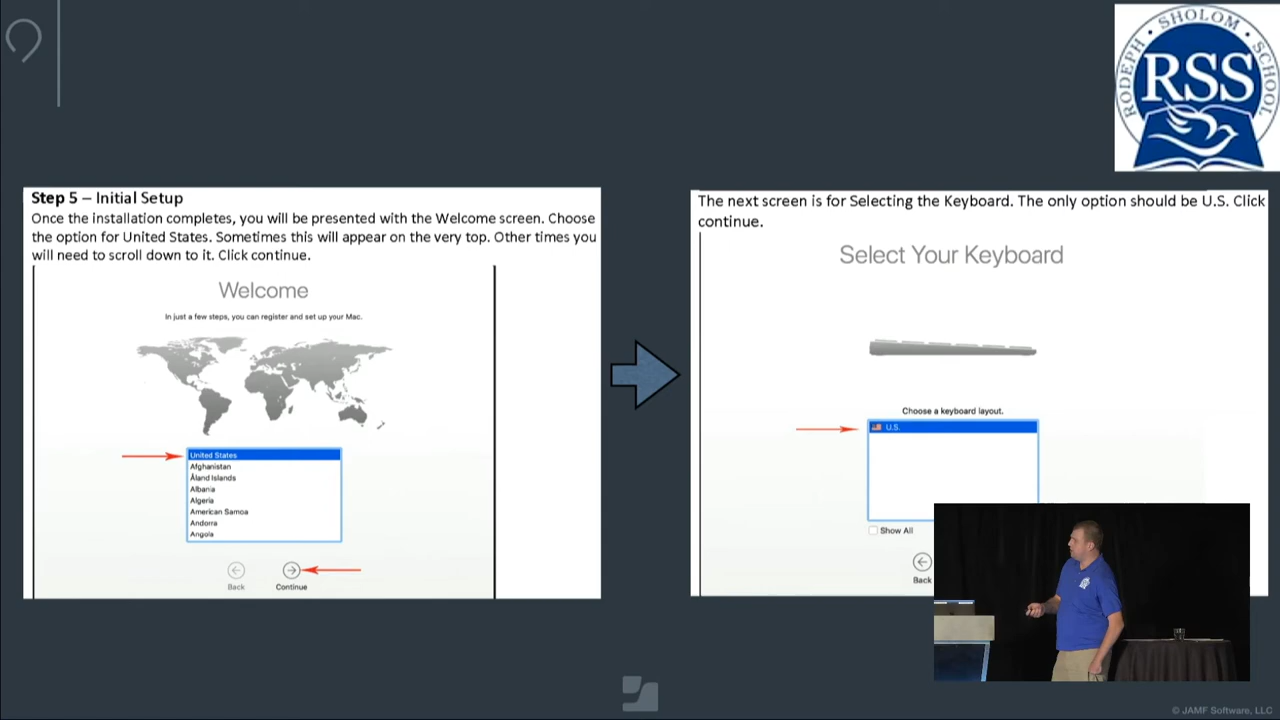 RODEPH · SHOLOM · SCHOOL
RSS
Step 5 – Initial Setup
Once the installation completes, you will be presented with the Welcome screen. Choose
the option for United States. Sometimes this will appear on the very top. Other times you
will need to scroll down to it. Click continue.
Welcome
In just a few steps, you can register and set up your Mac.
United States
Afghanistan
Åland Islands
Albania
Algeria
American Samoa
Andorra
Angola
Back
Continue
The next screen is for Selecting the Keyboard. The only option should be U.S. Click
continue.
Select Your Keyboard
Choose a keyboard layout.
U.S.
Show All
Back
© JAMF Software, LLC